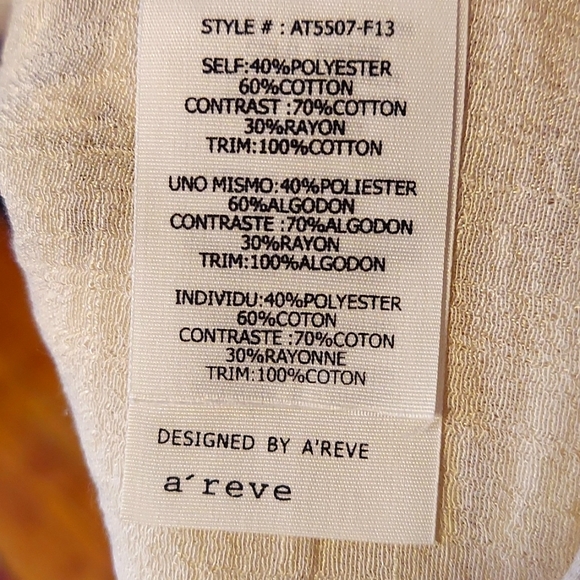 STYLE # : AT5507-F13
SELF:40%POLYESTER
60%COTTON
CONTRAST :70%COTTON
30%RAYON
TRIM:100%COTTON
UNO MISMO:40%POLIESTER
60%ALGODON
CONTRASTE :70%ALGODON
30%RAYON
TRIM:100%ALGODON
INDIVIDU:40%POLYESTER
60%COTON
CONTRASTE :70%COTON
30%RAYONNE
TRIM:100%COTON
DESIGNED BY A'REVE
a´reve